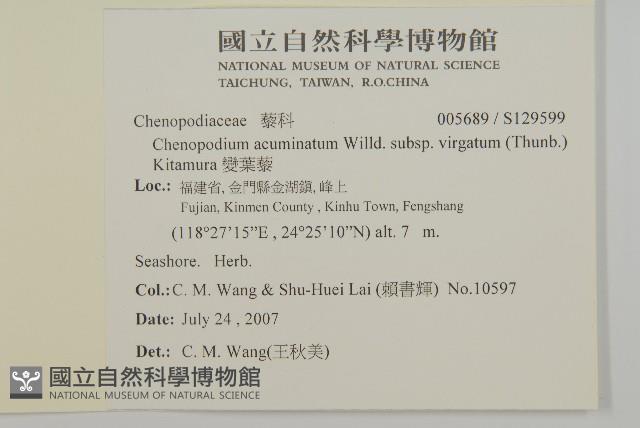 國立自然科學博物館
NATIONAL MUSEUM OF NATURAL SCIENCE
TAICHUNG, TAIWAN, R.O.CHINA
Chenopodiaceae 藜科 005689 / S129599
Chenopodium acuminatum Willd. subsp. virgatum (Thunb.)
Kitamura 變葉藜
Loc.: 福建省, 金門縣金湖鎮, 峰上
Fujian, Kinmen County , Kinhu Town, Fengshang
(118°27'15”E , 24°25'10”N) alt. 7 m.
Seashore. Herb.
Col.: C. M. Wang & Shu-Huei Lai (賴書輝) No.10597
Date: July 24 , 2007
Det.: C. M. Wang(王秋美)
國立自然科學博物館
NATIONAL MUSEUM OF NATURAL SCIENCE